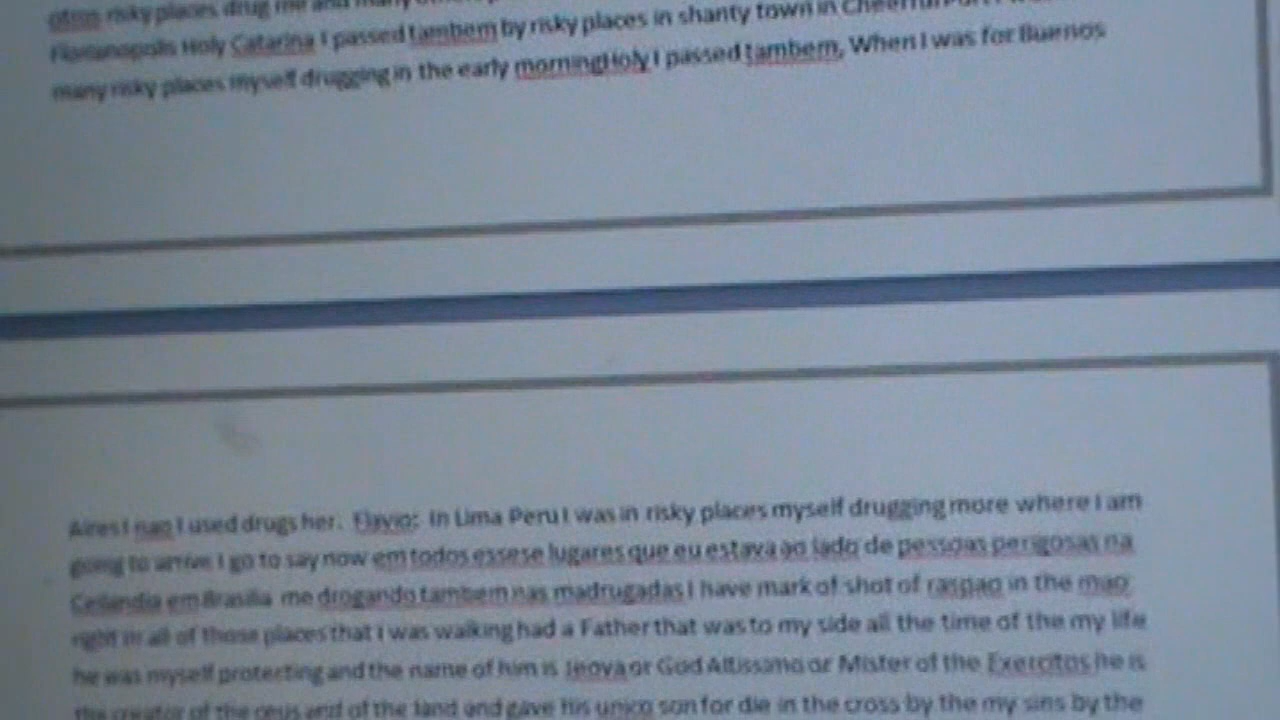 otros risky places drug me and many
Florianopolis Holy Catarina I passed tambem by risky places in shanty town in
many risky places myself drugging in the early morningHoly I passed tambem, When I was for Buenos
Aires I nao I used drugs her. Flavio: In Lima Peru I was in risky places myself drugging more where I am
going to arrive I go to say now em todos essese lugares que eu estava ao lado de pessoas perigosas na
Ceilandia em Brasilia me drogando tambem nas madrugadas I have mark of shot of raspao in the mao
right in all of those places that I was walking had a Father that was to my side all the time of the my life
he was myself protecting and the name of him is Jeova or God Altissimo or Mister of the Exercitos he is
the creator of the ceus and of the land and gave his unico son for die in the cross by the my sins by the